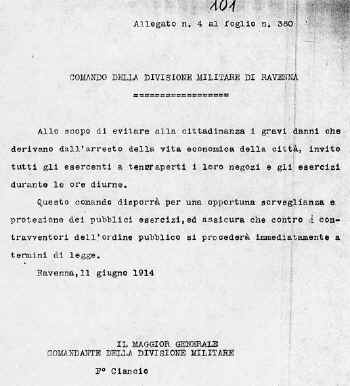 101
Allegato n. 4 al foglio n. 380
COMANDO DELLA DIVISIONE MILITARE DI RAVENNA
==================
Allo scopo di evitare alla cittadinanza i gravi danni che
derivano dall'arresto della vita economica della città, invito
tutti gli esercenti a tener aperti i loro negozi e gli esercizi
durante le ore diurne.
Questo comando disporrà per una opportuna sorveglianza e
protezione dei pubblici esercizi, ed assicura che contro i con-
travventori dell'ordine pubblico si procederà immediatamente a
termini di legge.
Ravenna, 11 giugno 1914
IL MAGGIOR GENERALE
COMANDANTE DELLA DIVISIONE MILITARE
F° Ciancio